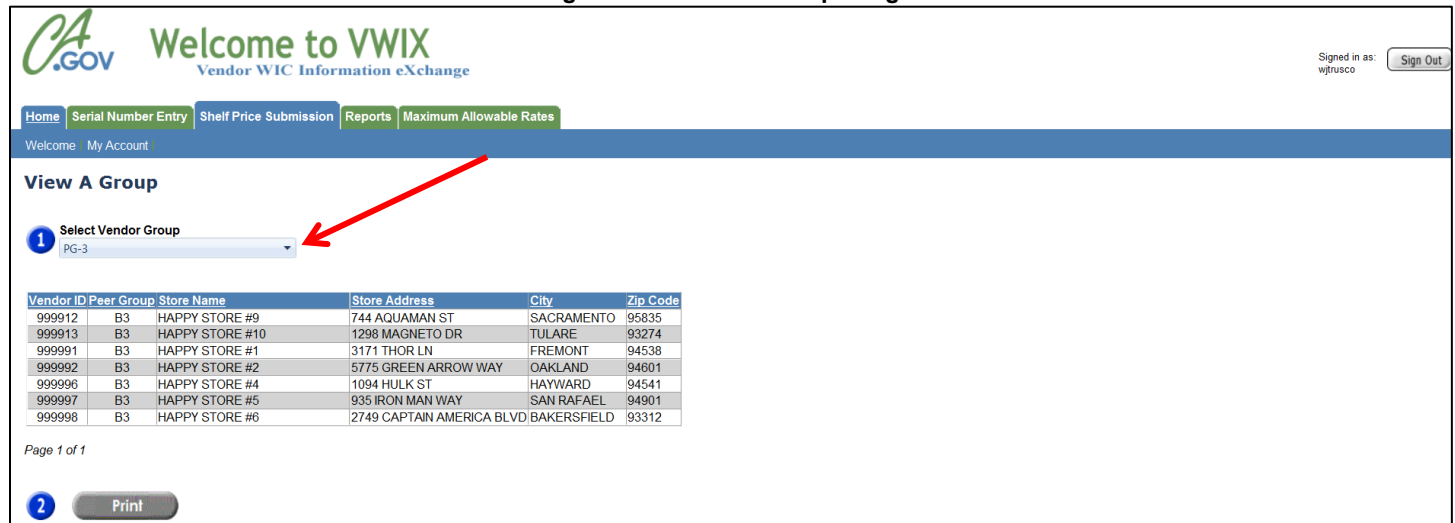 CA.GOV
Welcome to VWIX
Vendor WIC Information eXchange
Signed in as:
wjtrusco
Sign Out
Home Serial Number Entry Shelf Price Submission Reports Maximum Allowable Rates
Welcome My Account
View A Group
1 Select Vendor Group
PG-3
Vendor ID Peer Group Store Name Store Address City Zip Code
999912 B3 HAPPY STORE #9 744 AQUAMAN ST SACRAMENTO 95835
999913 B3 HAPPY STORE #10 1298 MAGNETO DR TULARE 93274
999991 B3 HAPPY STORE #1 3171 THOR LN FREMONT 94538
999992 B3 HAPPY STORE #2 5775 GREEN ARROW WAY OAKLAND 94601
999996 B3 HAPPY STORE #4 1094 HULK ST HAYWARD 94541
999997 B3 HAPPY STORE #5 935 IRON MAN WAY SAN RAFAEL 94901
999998 B3 HAPPY STORE #6 2749 CAPTAIN AMERICA BLVD BAKERSFIELD 93312
Page 1 of 1
2 Print